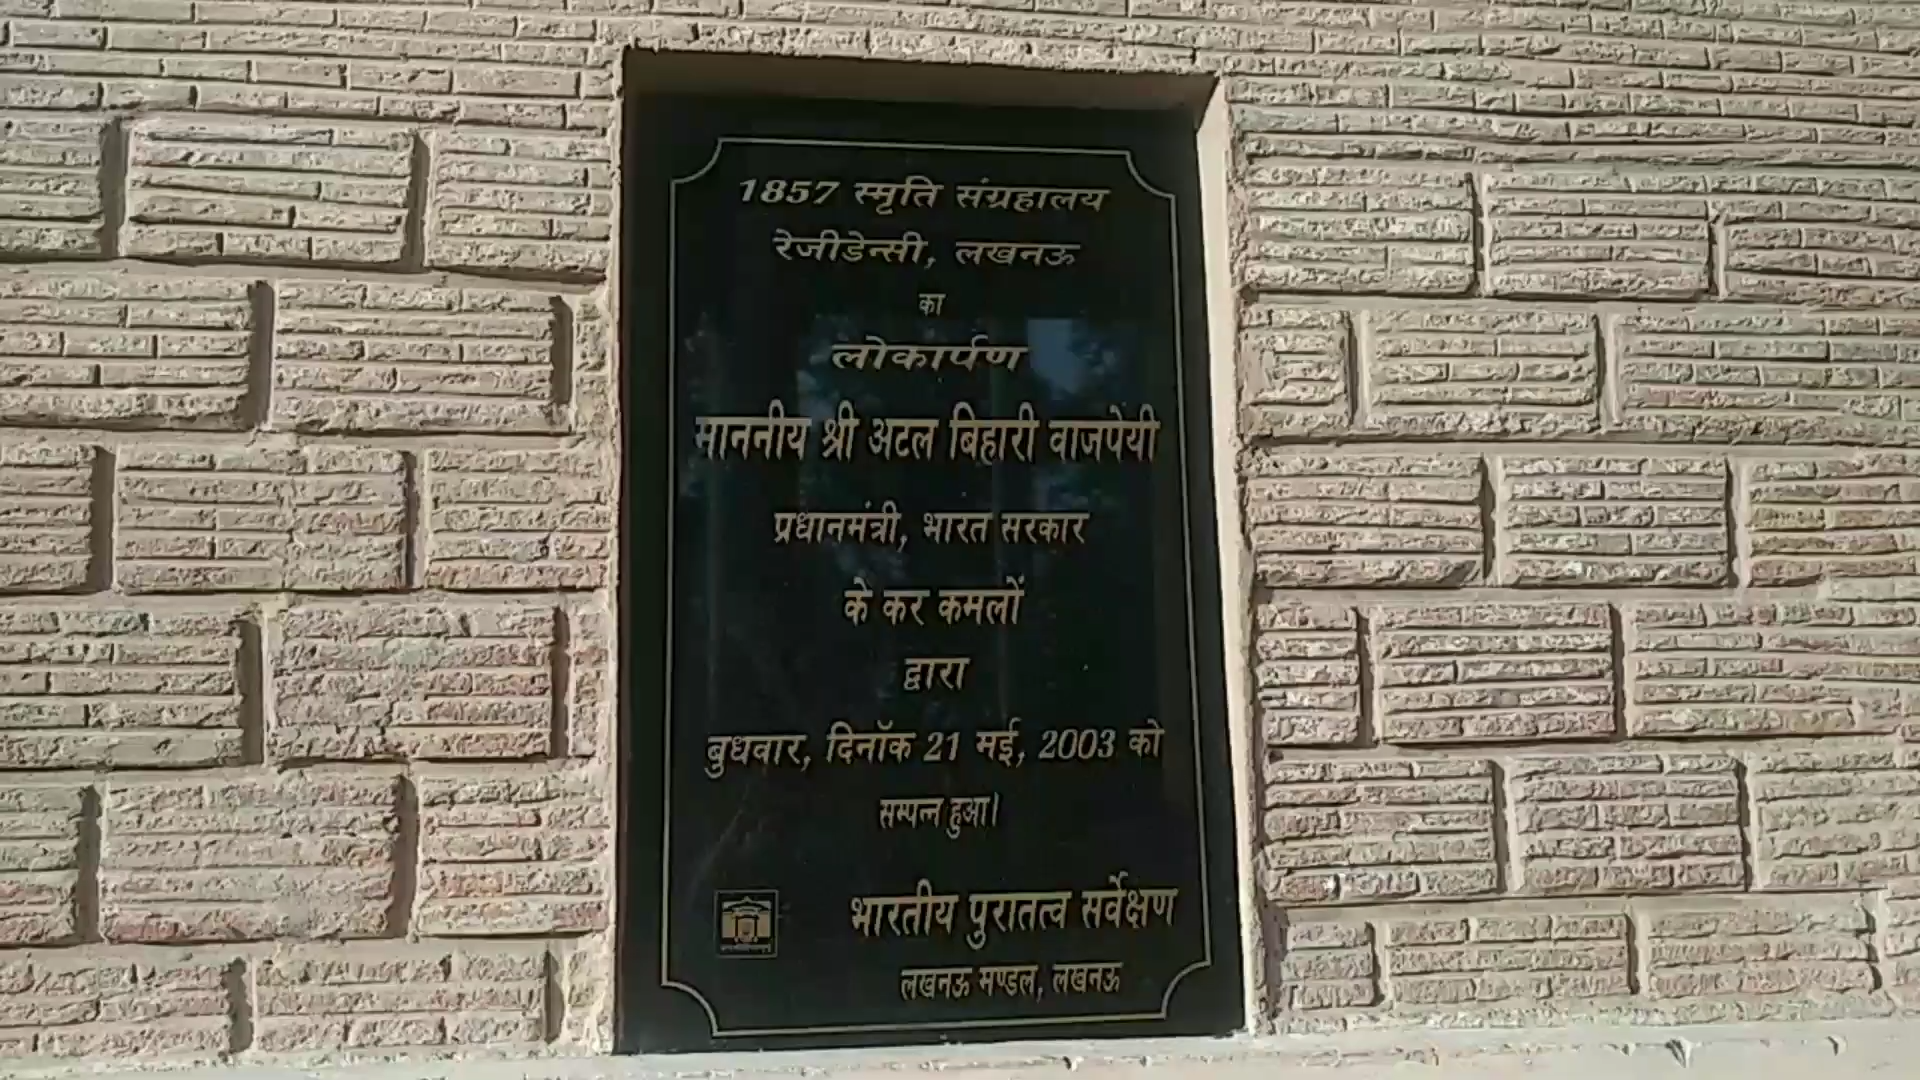 1857 स्मृति संग्रहालय
रेजीडेन्सी, लखनऊ
का
लोकार्पण
माननीय श्री अटल बिहारी वाजपेयी
प्रधानमंत्री, भारत सरकार
के कर कमलों
द्वारा
बुधवार, दिनॉक 21 मई, 2003 को
सम्पन्न हुआ।
भारतीय पुरातत्व सर्वेक्षण
लखनऊ मण्डल, लखनऊ